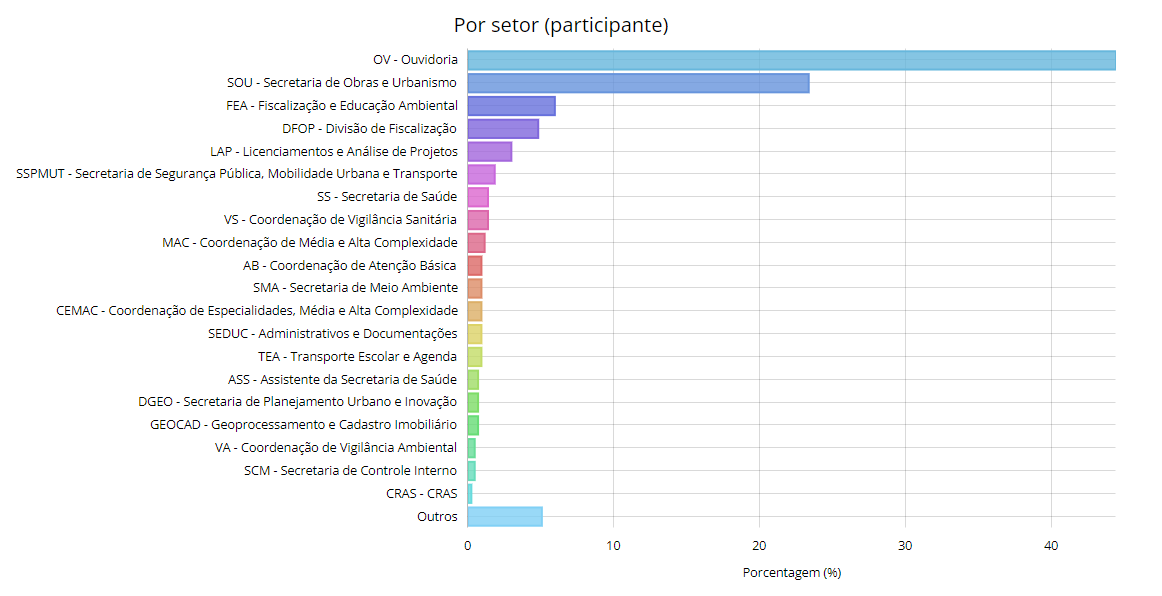 Por setor (participante)
OV - Ouvidoria
SOU - Secretaria de Obras e Urbanismo
FEA - Fiscalização e Educação Ambiental
DFOP - Divisão de Fiscalização
LAP - Licenciamentos e Análise de Projetos
SSPMUT - Secretaria de Segurança Pública, Mobilidade Urbana e Transporte
SS - Secretaria de Saúde
VS - Coordenação de Vigilância Sanitária
MAC - Coordenação de Média e Alta Complexidade
AB - Coordenação de Atenção Básica
SMA - Secretaria de Meio Ambiente
CEMAC - Coordenação de Especialidades, Média e Alta Complexidade
SEDUC - Administrativos e Documentações
TEA - Transporte Escolar e Agenda
ASS - Assistente da Secretaria de Saúde
DGEO - Secretaria de Planejamento Urbano e Inovação
GEOCAD - Geoprocessamento e Cadastro Imobiliário
VA - Coordenação de Vigilância Ambiental
SCM - Secretaria de Controle Interno
CRAS - CRAS
Outros
0 10 20 30 40
Porcentagem (%)